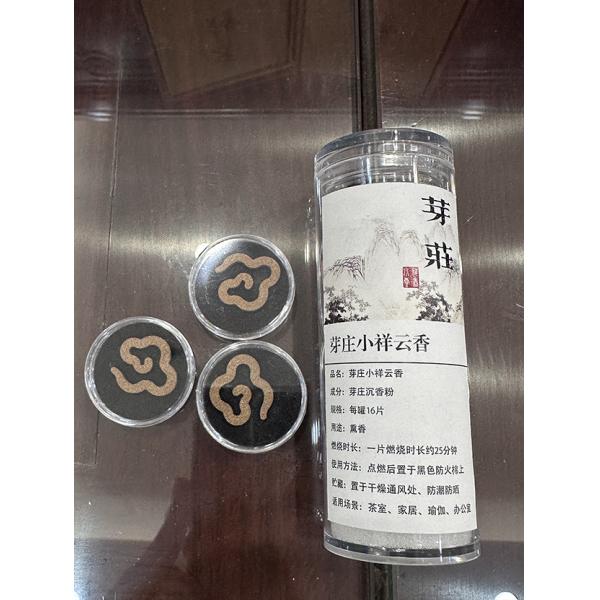 芽
莊
芽庄小祥云香
品名：芽庄小祥云香
成分：芽庄沉香粉
规格：每罐16片
用途：熏香
燃烧时长：一片燃烧时长约25分钟
使用方法：点燃后置于黑色防火棉上
贮藏：置于干燥通风处、防潮防晒
适用场景：茶室、家居、瑜伽、办公室